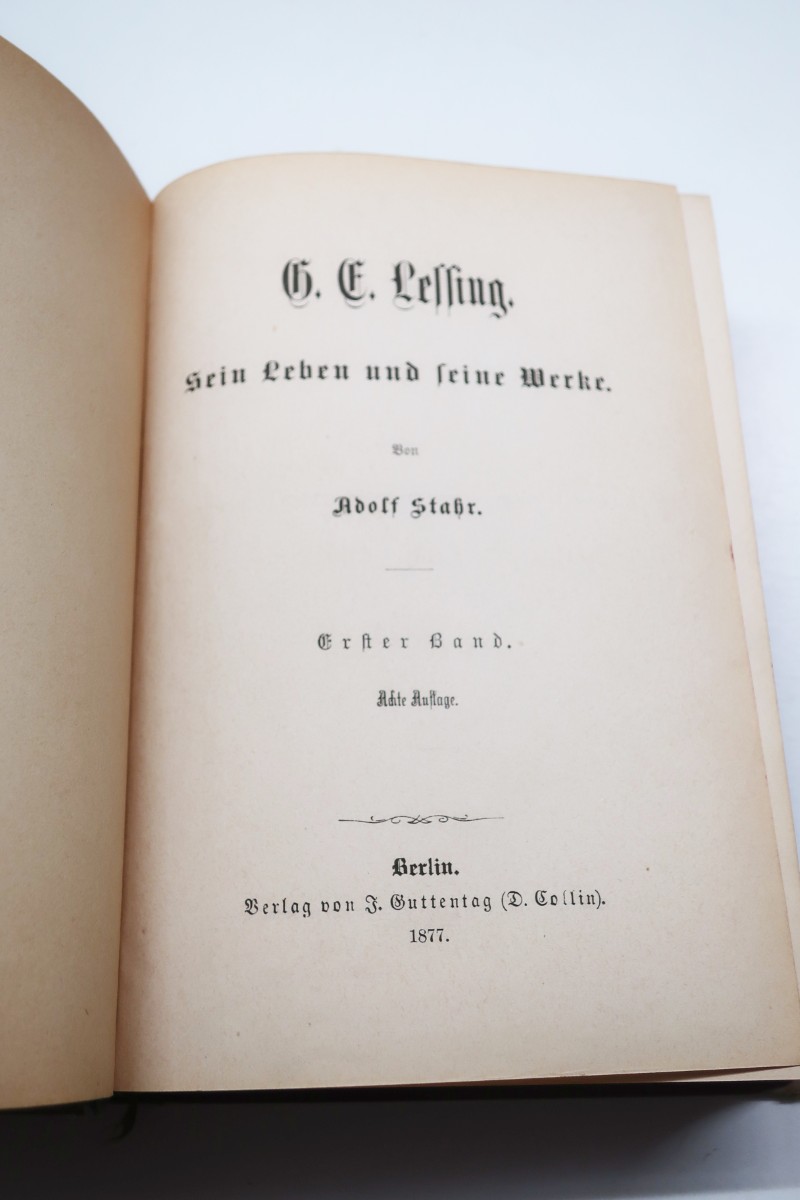 G. E. Leſſing.
Sein Leben und ſeine Werke.
Von
Adolf Stahr.
Erſter Band.
Achte Auflage.
Berlin.
Verlag von J. Guttentag (D. Collin).
1877.